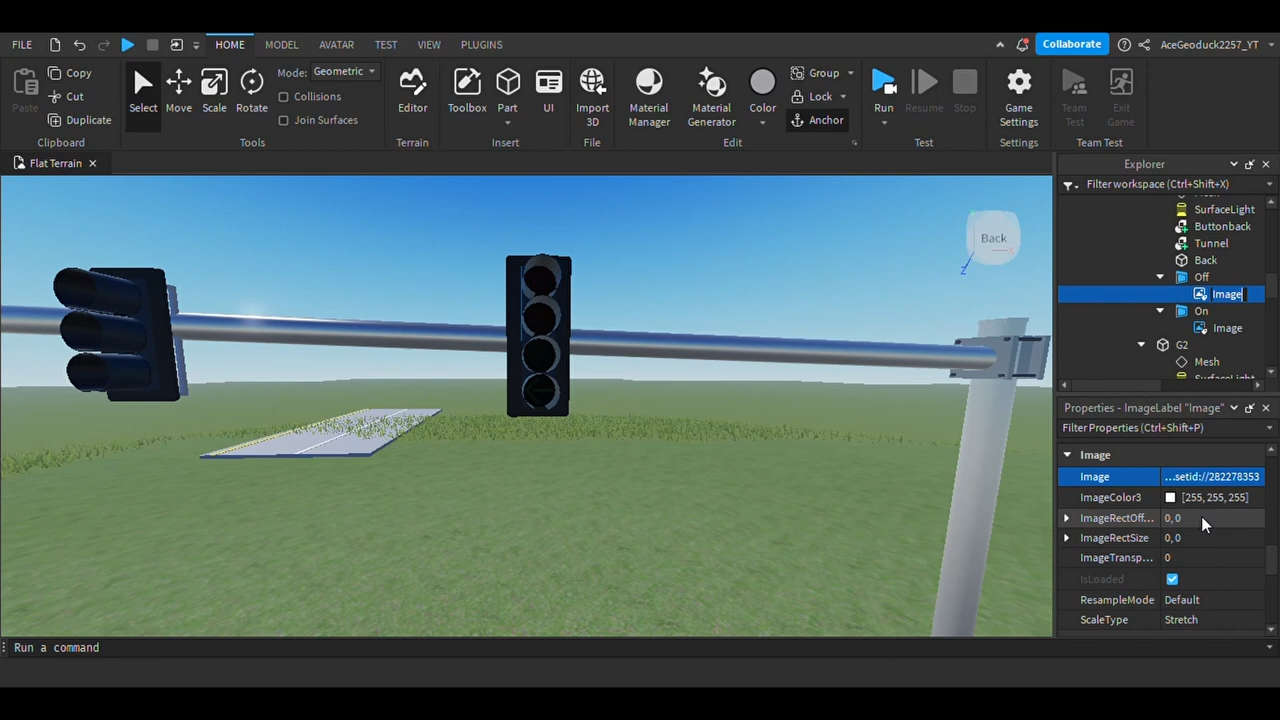 FILE HOME MODEL AVATAR TEST VIEW PLUGINS Collaborate AceGeoduck2257_YT
Copy
Cut
Duplicate
Paste
Clipboard
Select Move Scale Rotate
Mode: Geometric
Collisions
Join Surfaces
Tools
Editor
Terrain
Toolbox Part UI
Insert
Import
3D
File
Material
Manager
Material
Generator
Color
Group
Lock
Anchor
Edit
Run Resume Stop
Test
Game
Settings
Settings
Team
Test
Exit
Game
Team Test
Flat Terrain
Back
X
Z
Explorer
Filter workspace (Ctrl+Shift+X)
SurfaceLight
Buttonback
Tunnel
Back
Off
Image
On
Image
G2
Mesh
Properties - ImageLabel "Image"
Filter Properties (Ctrl+Shift+P)
Image
Image ...setid://282278353
ImageColor3 [255, 255, 255]
ImageRectOff... 0, 0
ImageRectSize 0, 0
ImageTransp... 0
IsLoaded
ResampleMode Default
ScaleType Stretch
Run a command